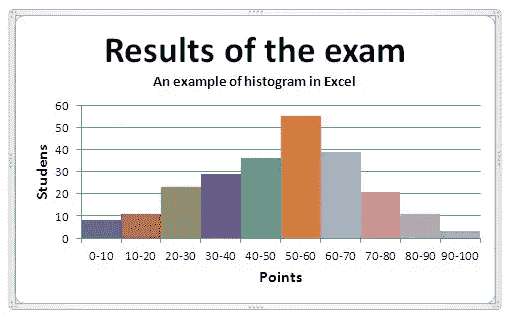 Results of the exam
An example of histogram in Excel
60
50
40
30
20
10
0
Studens
0-10 10-20 20-30 30-40 40-50 50-60 60-70 70-80 80-90 90-100
Points